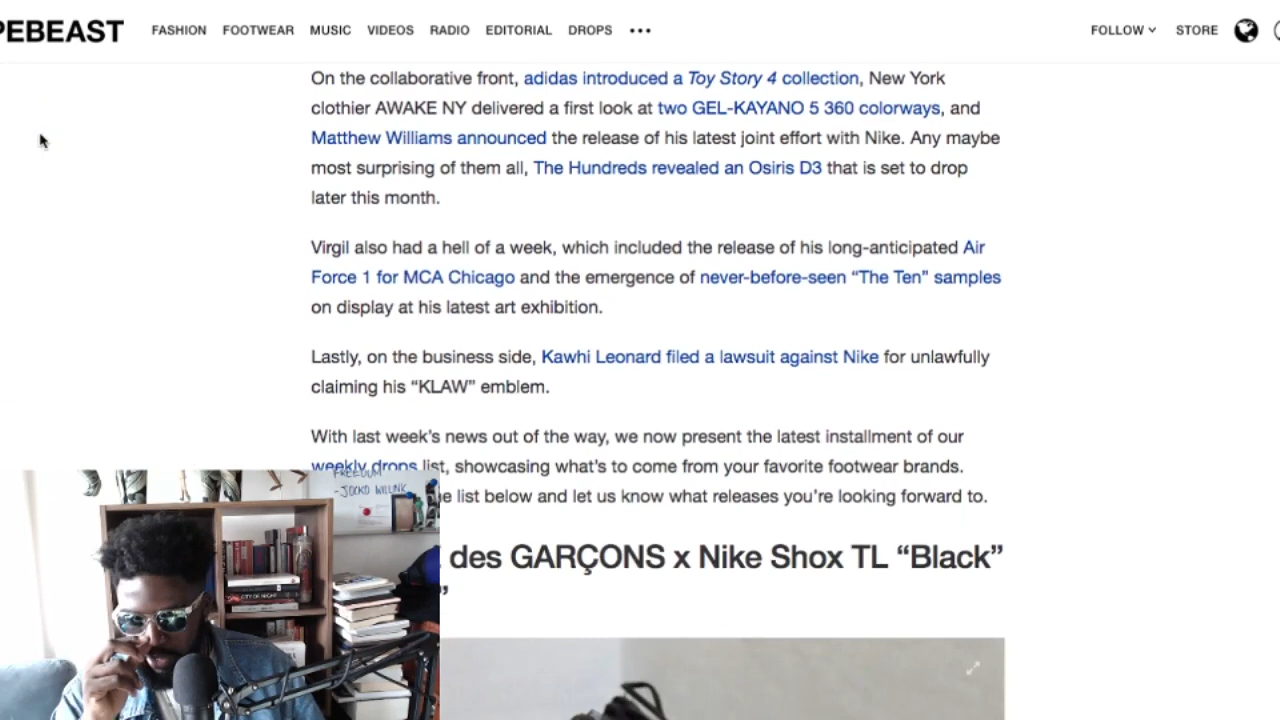 PEBEAST FASHION FOOTWEAR MUSIC VIDEOS RADIO EDITORIAL DROPS ••• FOLLOW STORE
On the collaborative front, adidas introduced a Toy Story 4 collection, New York
clothier AWAKE NY delivered a first look at two GEL-KAYANO 5 360 colorways, and
Matthew Williams announced the release of his latest joint effort with Nike. Any maybe
most surprising of them all, The Hundreds revealed an Osiris D3 that is set to drop
later this month.
Virgil also had a hell of a week, which included the release of his long-anticipated Air
Force 1 for MCA Chicago and the emergence of never-before-seen “The Ten” samples
on display at his latest art exhibition.
Lastly, on the business side, Kawhi Leonard filed a lawsuit against Nike for unlawfully
claiming his “KLAW” emblem.
With last week’s news out of the way, we now present the latest installment of our
weekly drops list, showcasing what’s to come from your favorite footwear brands.
e list below and let us know what releases you’re looking forward to.
des GARÇONS x Nike Shox TL “Black”
”
FREEDOM
-JOCKO WILLINK
CITY OF NIGHT